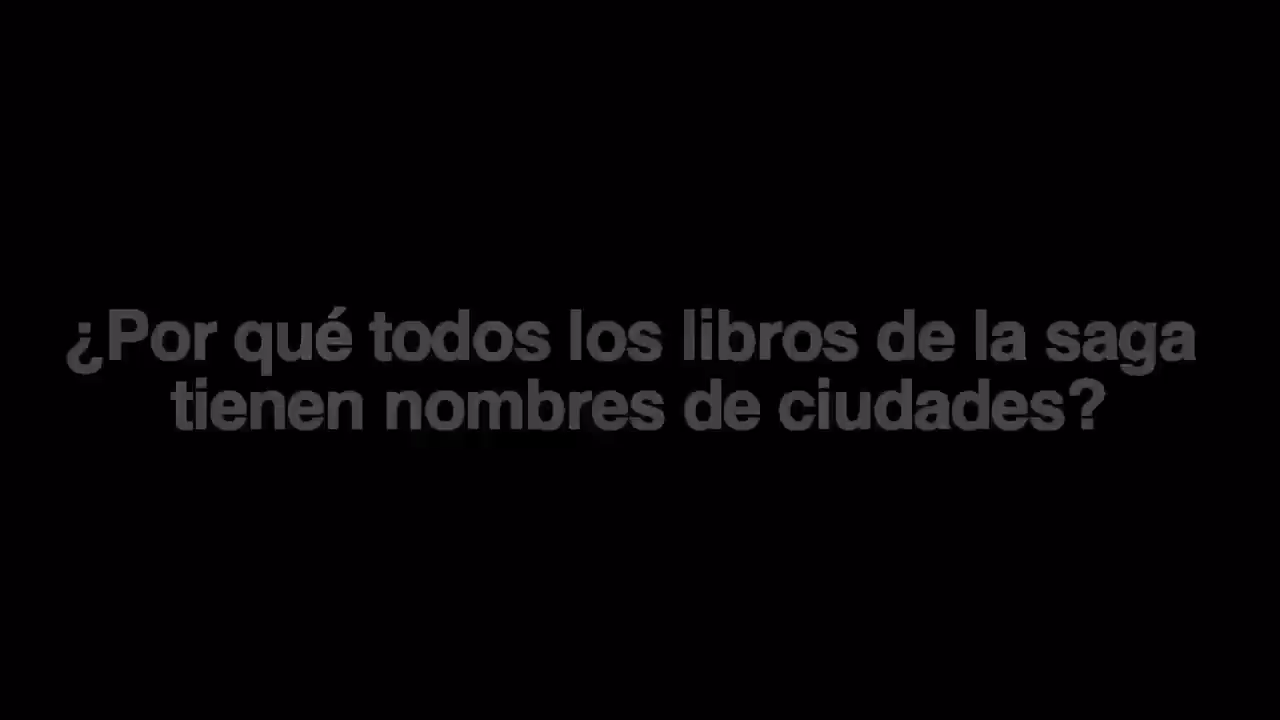 ¿Por qué todos los libros de la saga
tienen nombres de ciudades?